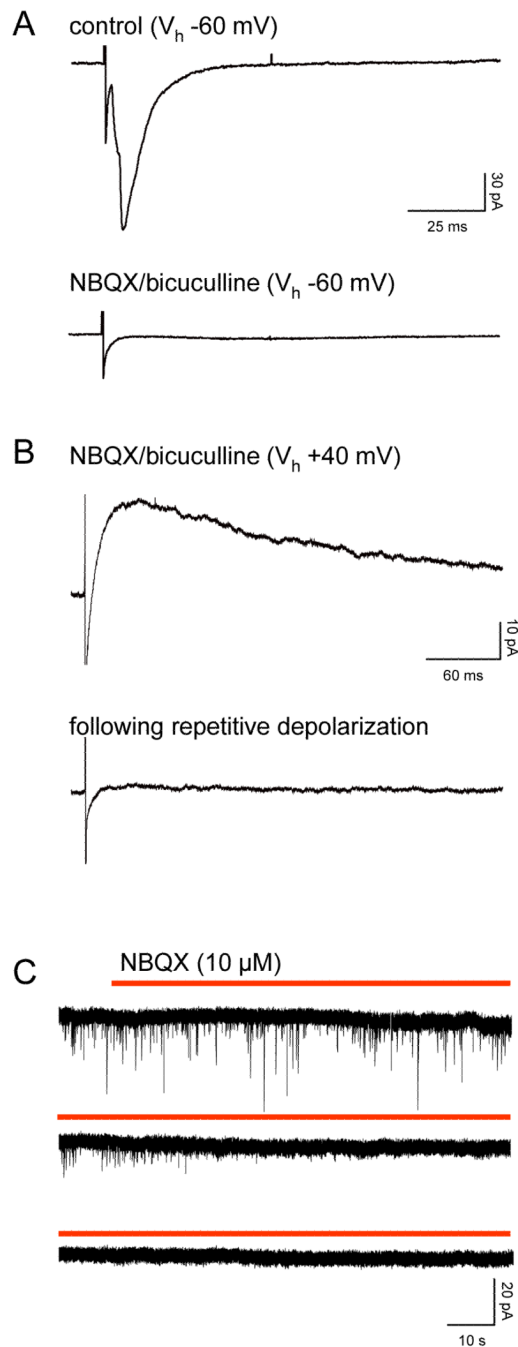 A
control (Vh -60 mV)
30 pA
25 ms
NBQX/bicuculline (Vh -60 mV)
B
NBQX/bicuculline (Vh +40 mV)
10 pA
60 ms
following repetitive depolarization
C
NBQX (10 µM)
20 pA
10 s